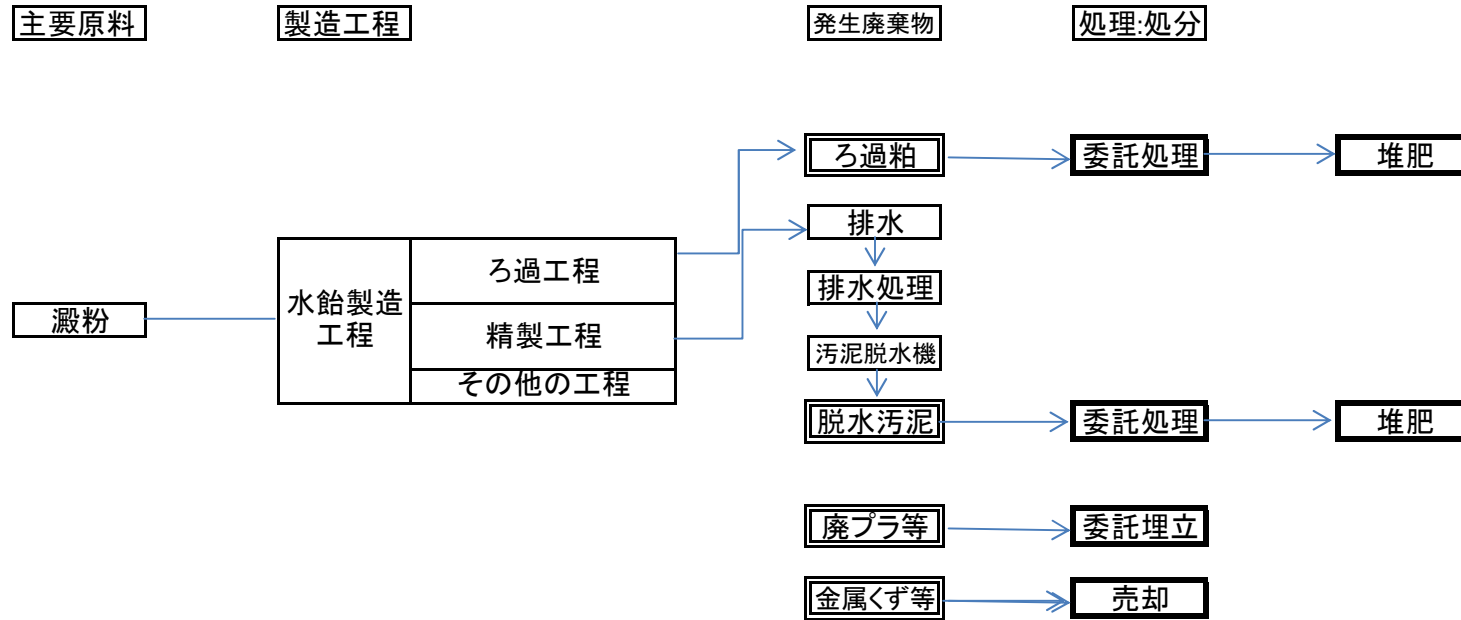 主要原料
製造工程
発生廃棄物
処理:処分
ろ過粕
委託処理
堆肥
排水
ろ過工程
排水処理
澱粉
水飴製造
工程
精製工程
汚泥脱水機
その他の工程
脱水汚泥
委託処理
堆肥
廃プラ等
委託埋立
金属くず等
売却